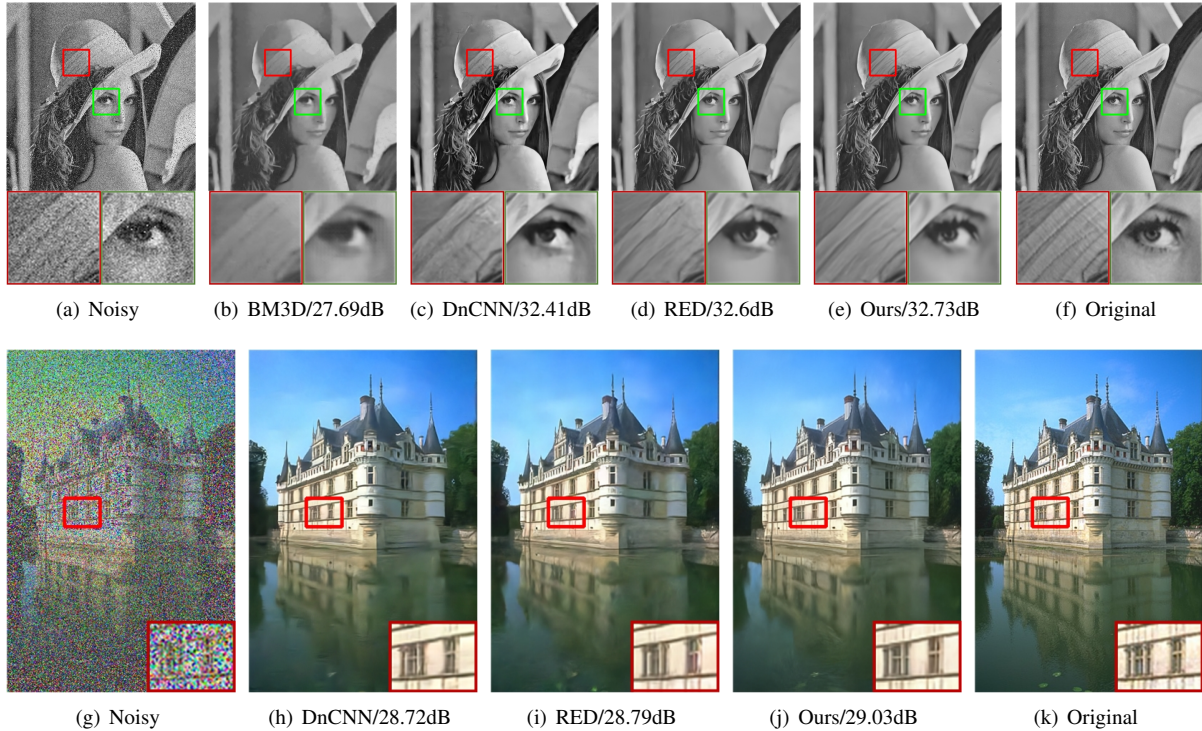 (a) Noisy
(b) BM3D/27.69dB
(c) DnCNN/32.41dB
(d) RED/32.6dB
(e) Ours/32.73dB
(f) Original
(g) Noisy
(h) DnCNN/28.72dB
(i) RED/28.79dB
(j) Ours/29.03dB
(k) Original